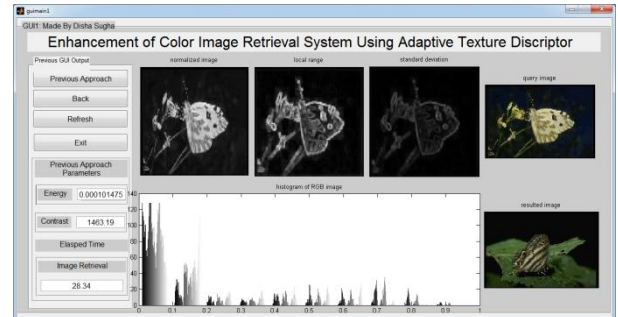 guimain1
GUI1: Made By Disha Sugha
Enhancement of Color Image Retrieval System Using Adaptive Texture Discriptor
Previous GUI Output
Previous Approach
Back
Refresh
Exit
Previous Approach
Parameters
Energy 0.000101475
Contrast 1463.19
Elasped Time
Image Retrieval
28.34
normalized image
local range
standard deviation
query image
histogram of RGB image
140
120
100
80
60
40
20
0
0 0.1 0.2 0.3 0.4 0.5 0.6 0.7 0.8 0.9 1
resulted image